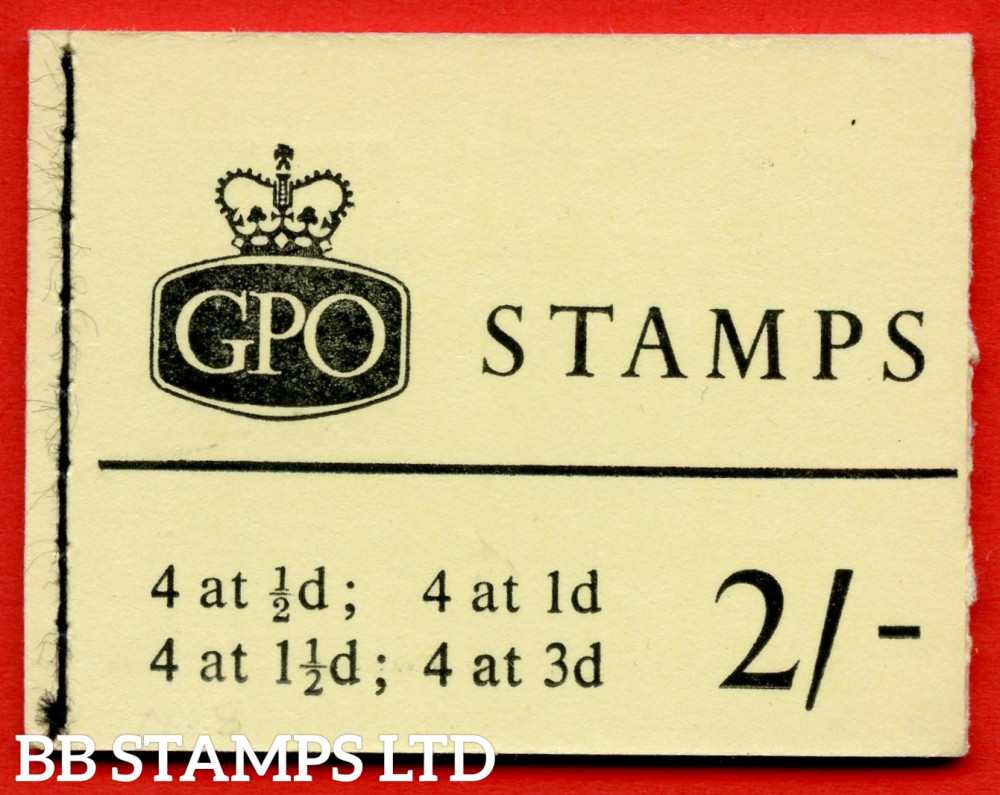 GPO STAMPS
4 at ½d; 4 at 1d
4 at 1½d; 4 at 3d
2/-
BB STAMPS LTD